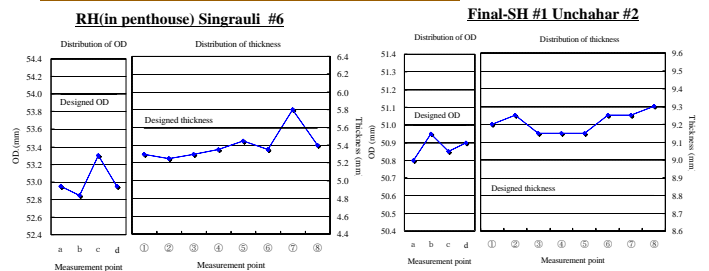 RH(in penthouse) Singrauli #6
Distribution of OD
Distribution of thickness
54.4
54.2
54.0
53.8
53.6
53.4
53.2
53.0
52.8
52.6
52.4
OD (mm)
Designed OD
Designed thickness
6.4
6.2
6.0
5.8
5.6
5.4
5.2
5.0
4.8
4.6
4.4
Thickness (mm
a b c d
① ② ③ ④ ⑤ ⑥ ⑦ ⑧
Measurement point
Measurement point
Final-SH #1 Unchahar #2
Distribution of OD
Distribution of thickness
51.4
51.3
51.2
51.1
51.0
50.9
50.8
50.7
50.6
50.5
50.4
OD (mm)
Designed OD
Designed thickness
9.6
9.5
9.4
9.3
9.2
9.1
9.0
8.9
8.8
8.7
8.6
Thickness (mm
a b c d
① ② ③ ④ ⑤ ⑥ ⑦ ⑧
Measurement point
Measurement point